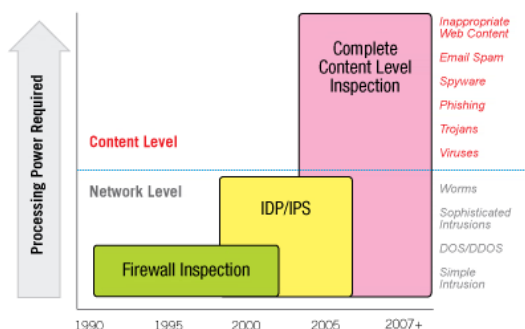 Processing Power Required
Complete
Content Level
Inspection
Content Level
Network Level
IDP/IPS
Firewall Inspection
Inappropriate
Web Content
Email Spam
Spyware
Phishing
Trojans
Viruses
Worms
Sophisticated
Intrusions
DOS/DDOS
Simple
Intrusion
1990 1995 2000 2005 2007+